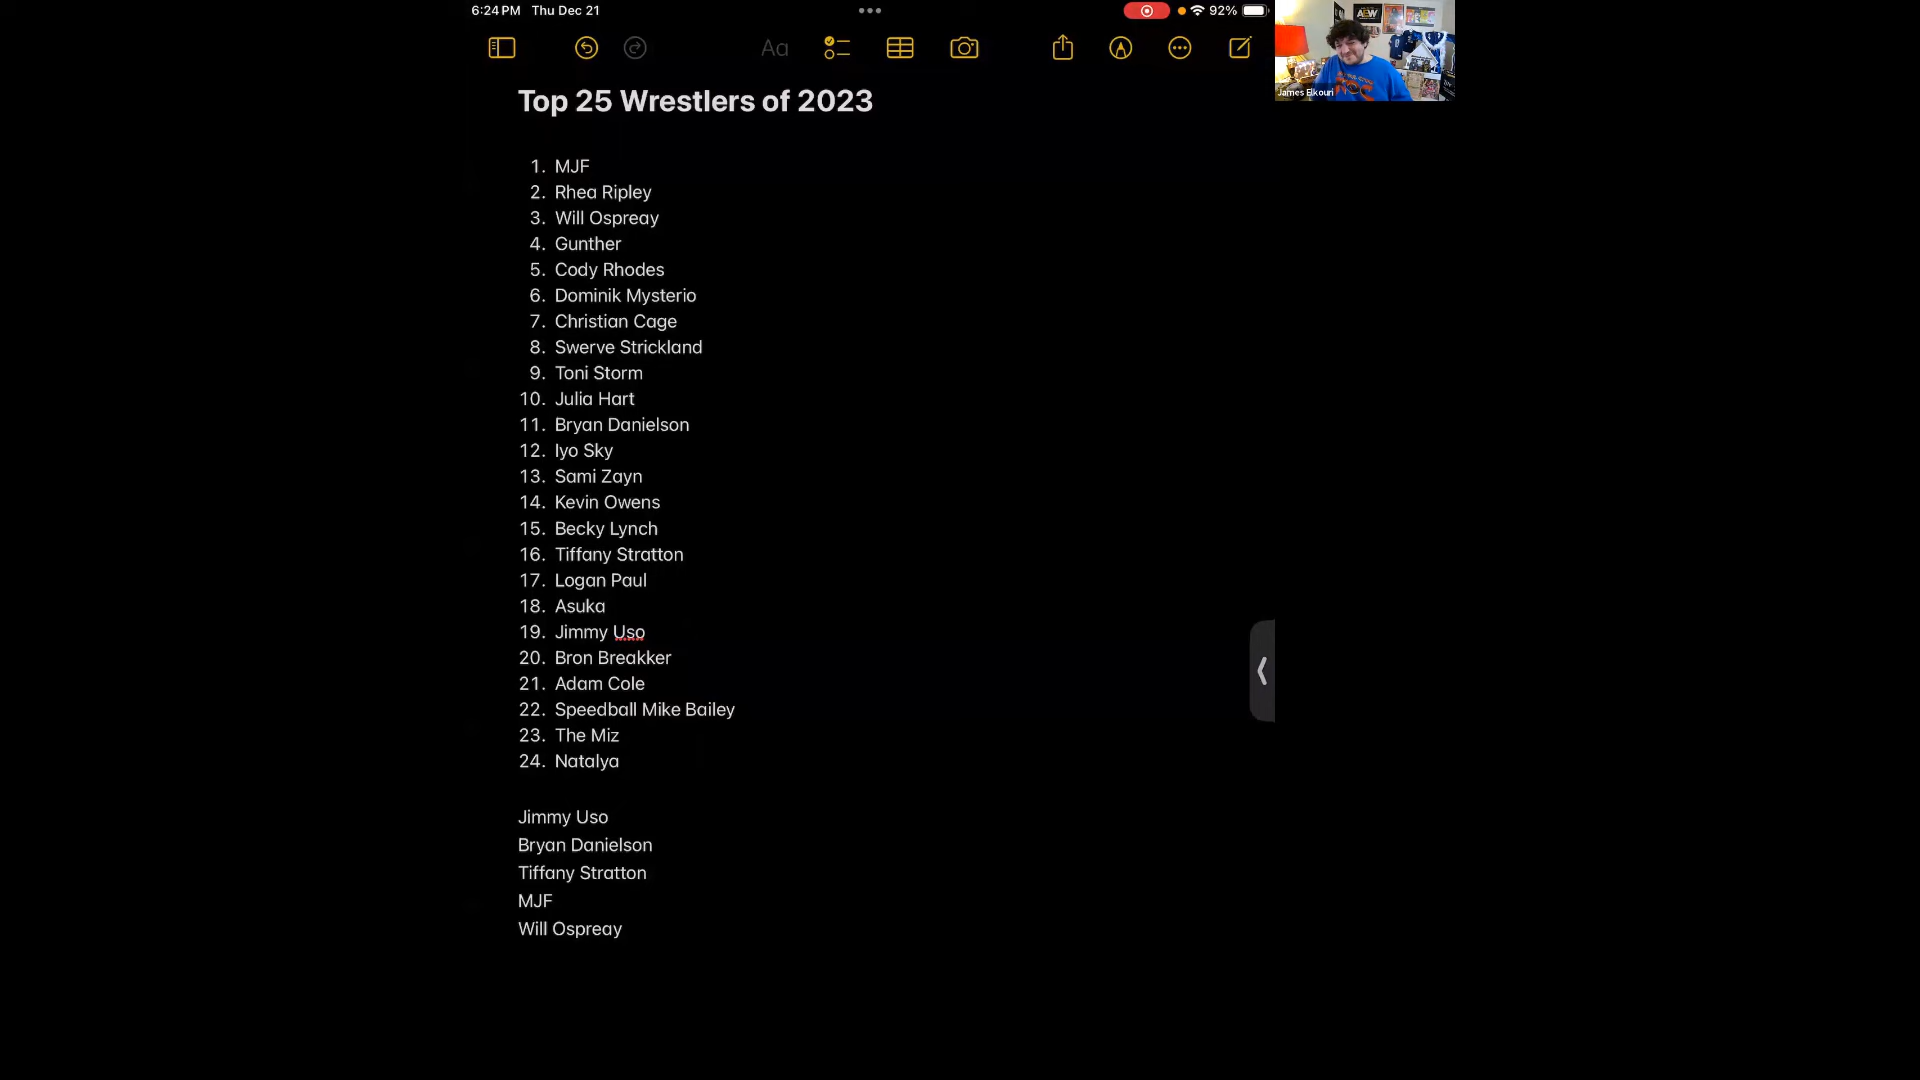 6:24 PM Thu Dec 21
92%
Aa
James Elkouri
AEW
Top 25 Wrestlers of 2023
1. MJF
2. Rhea Ripley
3. Will Ospreay
4. Gunther
5. Cody Rhodes
6. Dominik Mysterio
7. Christian Cage
8. Swerve Strickland
9. Toni Storm
10. Julia Hart
11. Bryan Danielson
12. Iyo Sky
13. Sami Zayn
14. Kevin Owens
15. Becky Lynch
16. Tiffany Stratton
17. Logan Paul
18. Asuka
19. Jimmy Uso
20. Bron Breakker
21. Adam Cole
22. Speedball Mike Bailey
23. The Miz
24. Natalya
Jimmy Uso
Bryan Danielson
Tiffany Stratton
MJF
Will Ospreay